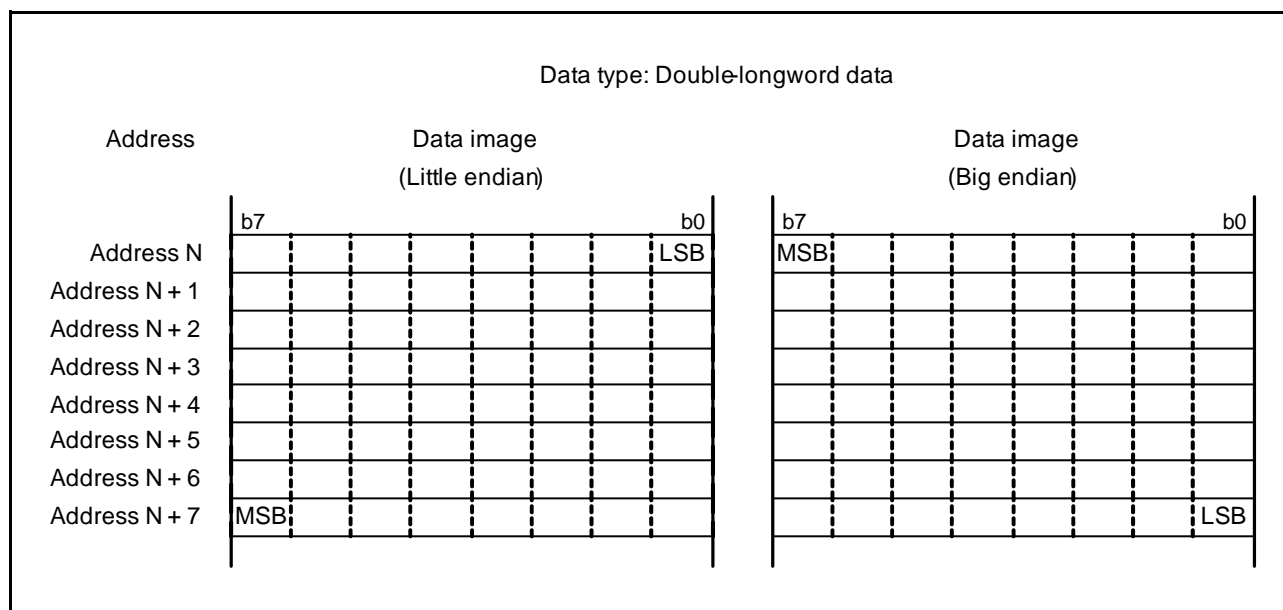 Data type: Double-longword data
Address Data image Data image
(Little endian) (Big endian)
b7 b0 b7 b0
Address N LSB MSB
Address N + 1
Address N + 2
Address N + 3
Address N + 4
Address N + 5
Address N + 6
Address N + 7 MSB LSB